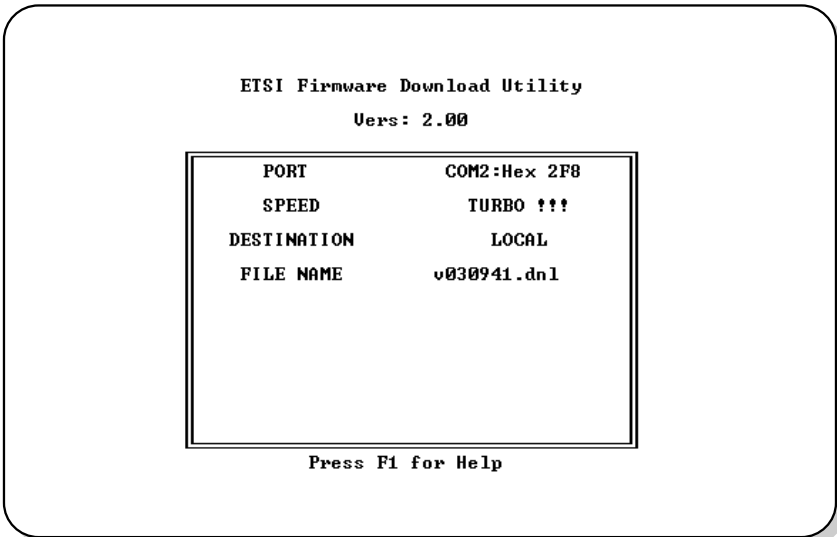 ETSI Firmware Download Utility
Vers: 2.00
PORT COM2:Hex 2F8
SPEED TURBO !!!
DESTINATION LOCAL
FILE NAME v030941.dnl
Press F1 for Help